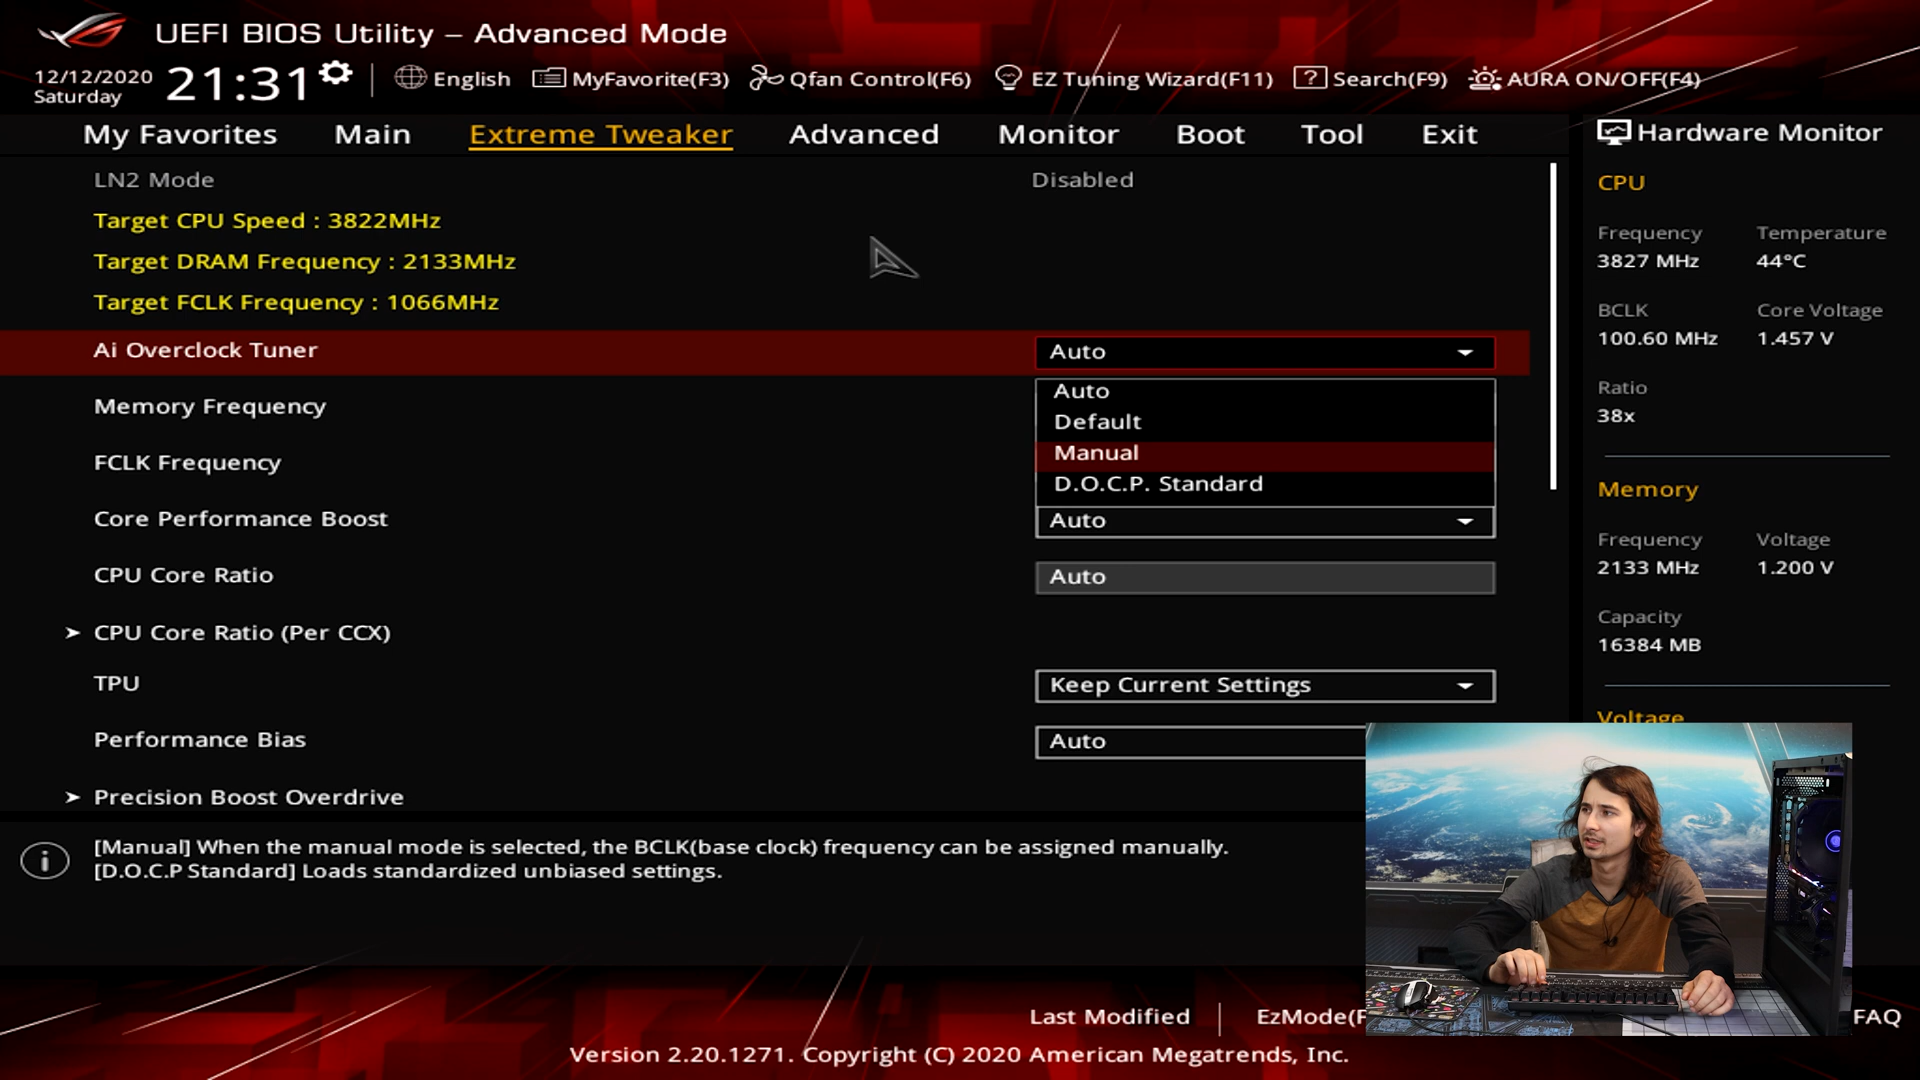 UEFI BIOS Utility – Advanced Mode
12/12/2020
Saturday
21:31
English
MyFavorite(F3)
Qfan Control(F6)
EZ Tuning Wizard(F11)
Search(F9)
AURA ON/OFF(F4)
My Favorites
Main
Extreme Tweaker
Advanced
Monitor
Boot
Tool
Exit
LN2 Mode
Disabled
Target CPU Speed : 3822MHz
Target DRAM Frequency : 2133MHz
Target FCLK Frequency : 1066MHz
Ai Overclock Tuner
Auto
Auto
Default
Manual
D.O.C.P. Standard
Memory Frequency
FCLK Frequency
Core Performance Boost
Auto
CPU Core Ratio
Auto
CPU Core Ratio (Per CCX)
TPU
Keep Current Settings
Performance Bias
Auto
Precision Boost Overdrive
[Manual] When the manual mode is selected, the BCLK(base clock) frequency can be assigned manually.
[D.O.C.P Standard] Loads standardized unbiased settings.
Hardware Monitor
CPU
Frequency
Temperature
3827 MHz
44°C
BCLK
Core Voltage
100.60 MHz
1.457 V
Ratio
38x
Memory
Frequency
Voltage
2133 MHz
1.200 V
Capacity
16384 MB
Voltage
Last Modified
EzMode(F
FAQ
Version 2.20.1271. Copyright (C) 2020 American Megatrends, Inc.